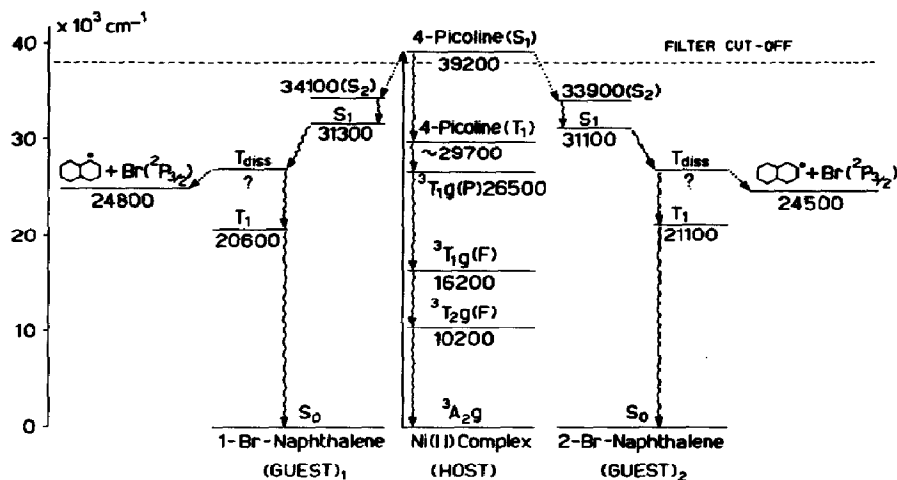 × 10³ cm⁻¹
40
30
20
10
0
FILTER CUT-OFF
4-Picoline(S₁)
39200
34100(S₂)
S₁
31300
33900(S₂)
S₁
31100
4-Picoline(T₁)
~29700
³T₁g(P)26500
T_diss
?
T_diss
?
• + Br(²P₃/₂)
24800
• + Br(²P₃/₂)
24500
T₁
20600
T₁
21100
³T₁g(F)
16200
³T₂g(F)
10200
S₀
³A₂g
S₀
1-Br-Naphthalene
Ni(II)Complex
2-Br-Naphthalene
(GUEST)₁
(HOST)
(GUEST)₂